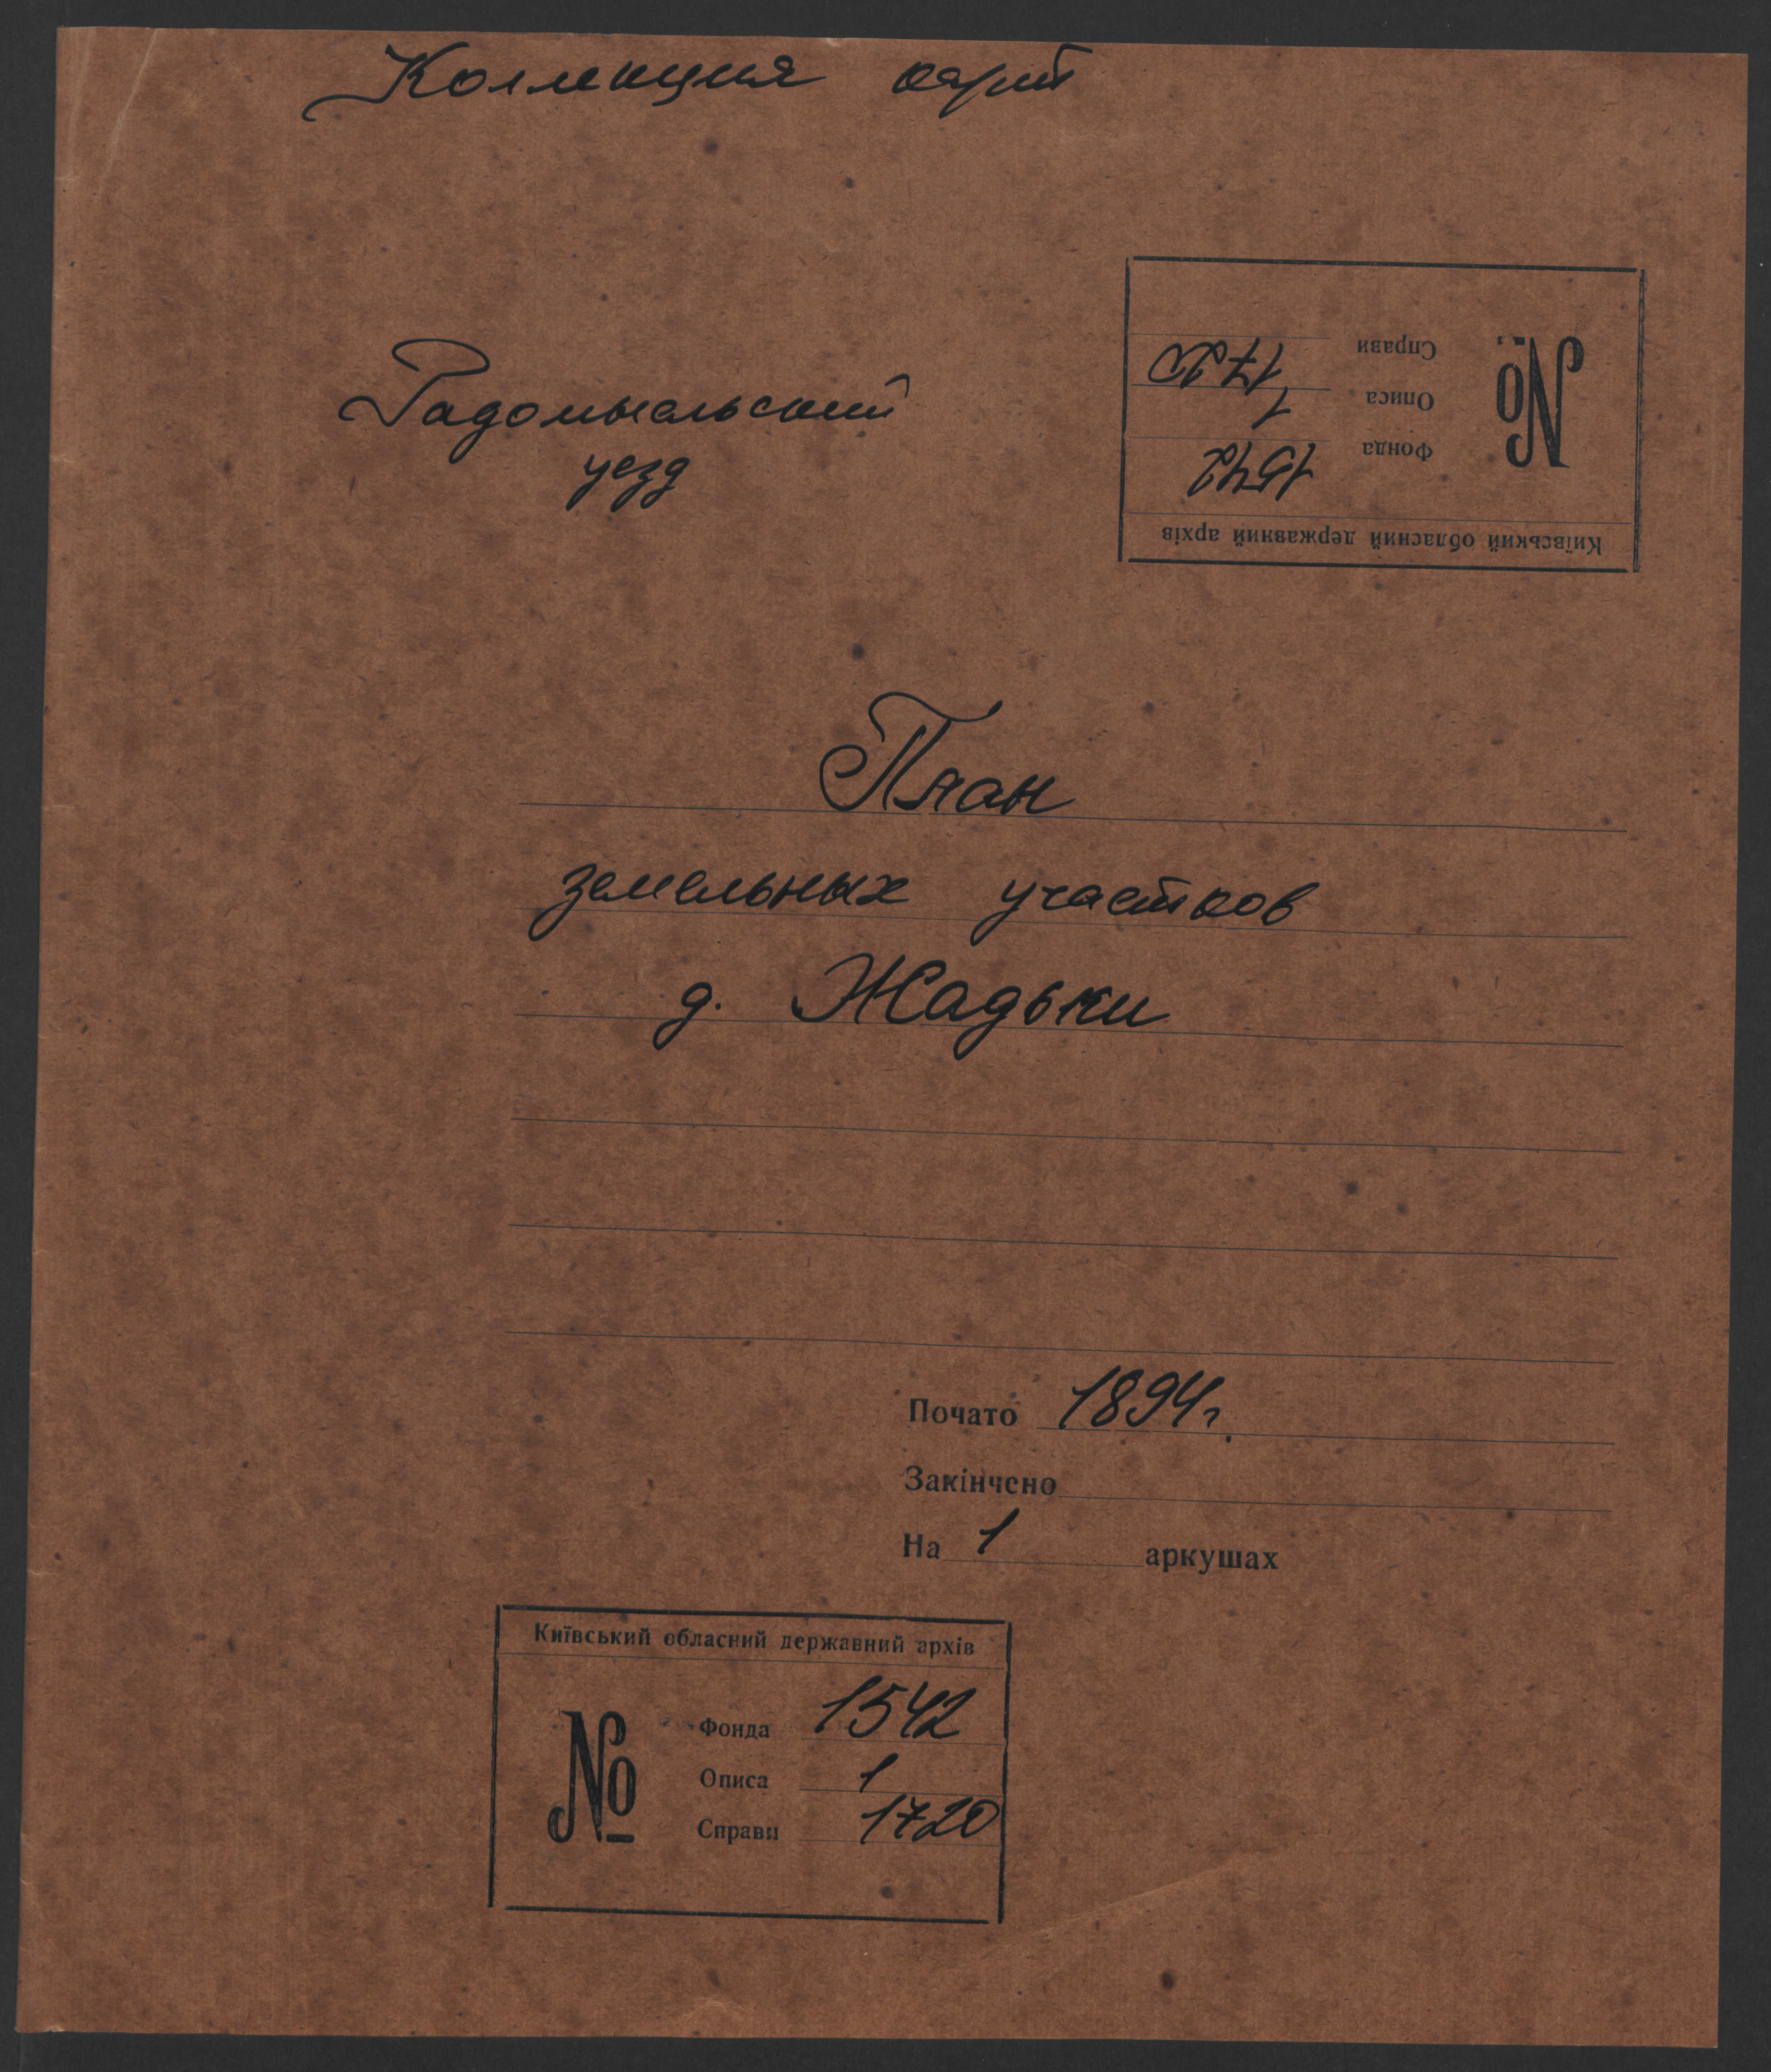 Коллекция карт
Радомысльский
уезд
Київський обласний державний архів
№
Фонда 1542
Описа 1
Справи 1720
План
земельных участков
д. Жадьки
Почато 1894 г.
Закінчено
На 1 аркушах
Київський обласний державний архів
№
Фонда 1542
Описа 1
Справи 1720